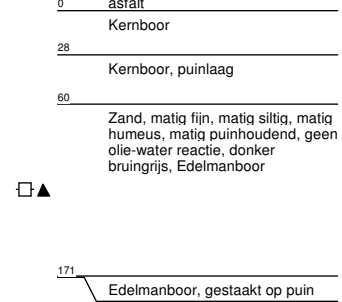 0 asfalt
Kernboor
28
Kernboor, puinlaag
60
Zand, matig fijn, matig siltig, matig
humeus, matig puinhoudend, geen
olie-water reactie, donker
bruingrijs, Edelmanboor
171
Edelmanboor, gestaakt op puin